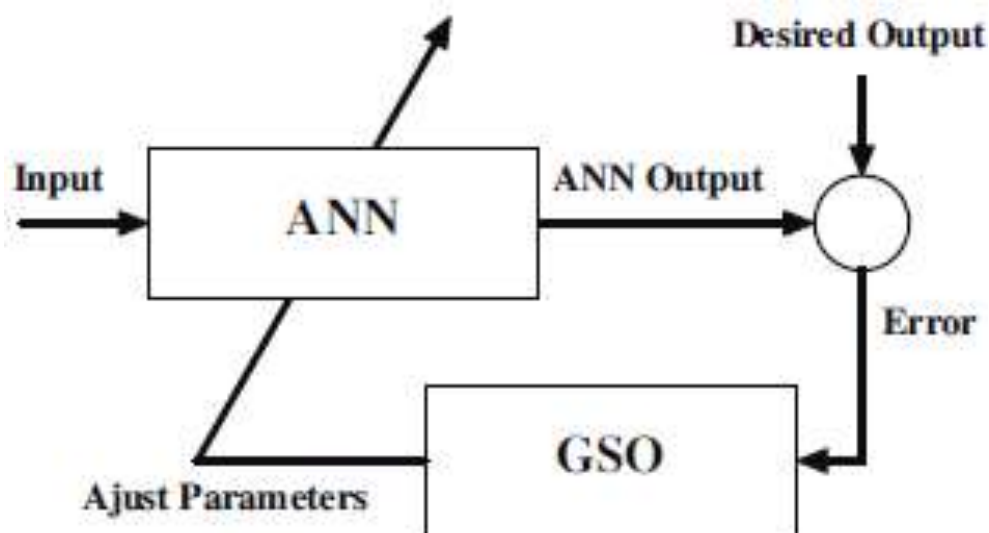 Desired Output
Input
ANN Output
ANN
Error
GSO
Ajust Parameters